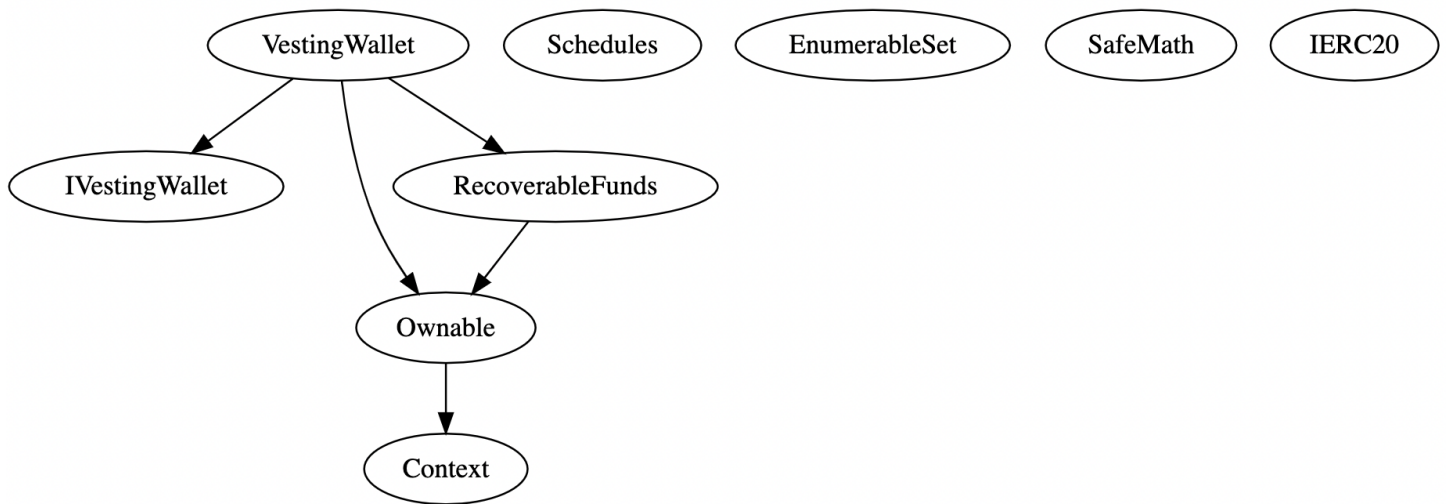 VestingWallet
Schedules
EnumerableSet
SafeMath
IERC20
IVestingWallet
RecoverableFunds
Ownable
Context